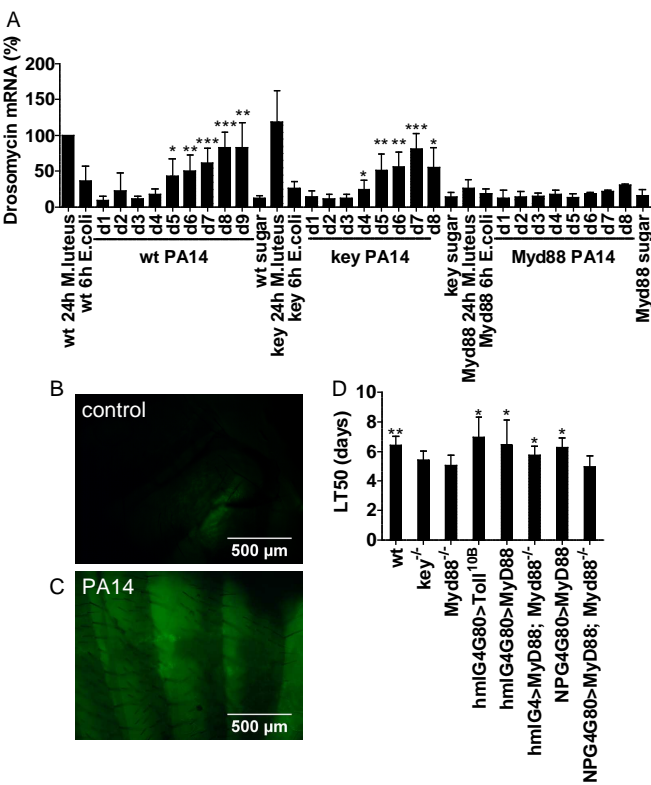 A
Drosomycin mRNA (%)
200
150
100
50
0
* ** *** *** **
* ** ** *** *
wt 24h M.luteus
wt 6h E.coli
d1 d2 d3 d4 d5 d6 d7 d8 d9
wt PA14
wt sugar
key 24h M.luteus
key 6h E.coli
d1 d2 d3 d4 d5 d6 d7 d8
key PA14
key sugar
Myd88 24h M.luteus
Myd88 6h E.coli
d1 d2 d3 d4 d5 d6 d7 d8
Myd88 PA14
Myd88 sugar
B
control
500 µm
C
PA14
500 µm
D
LT50 (days)
10
8
6
4
2
0
** * * * *
wt
key-/-
Myd88-/-
hmlG4G80>Toll10B
hmlG4G80>MyD88
hmlG4>MyD88; Myd88-/-
NPG4G80>MyD88
NPG4G80>MyD88; Myd88-/-